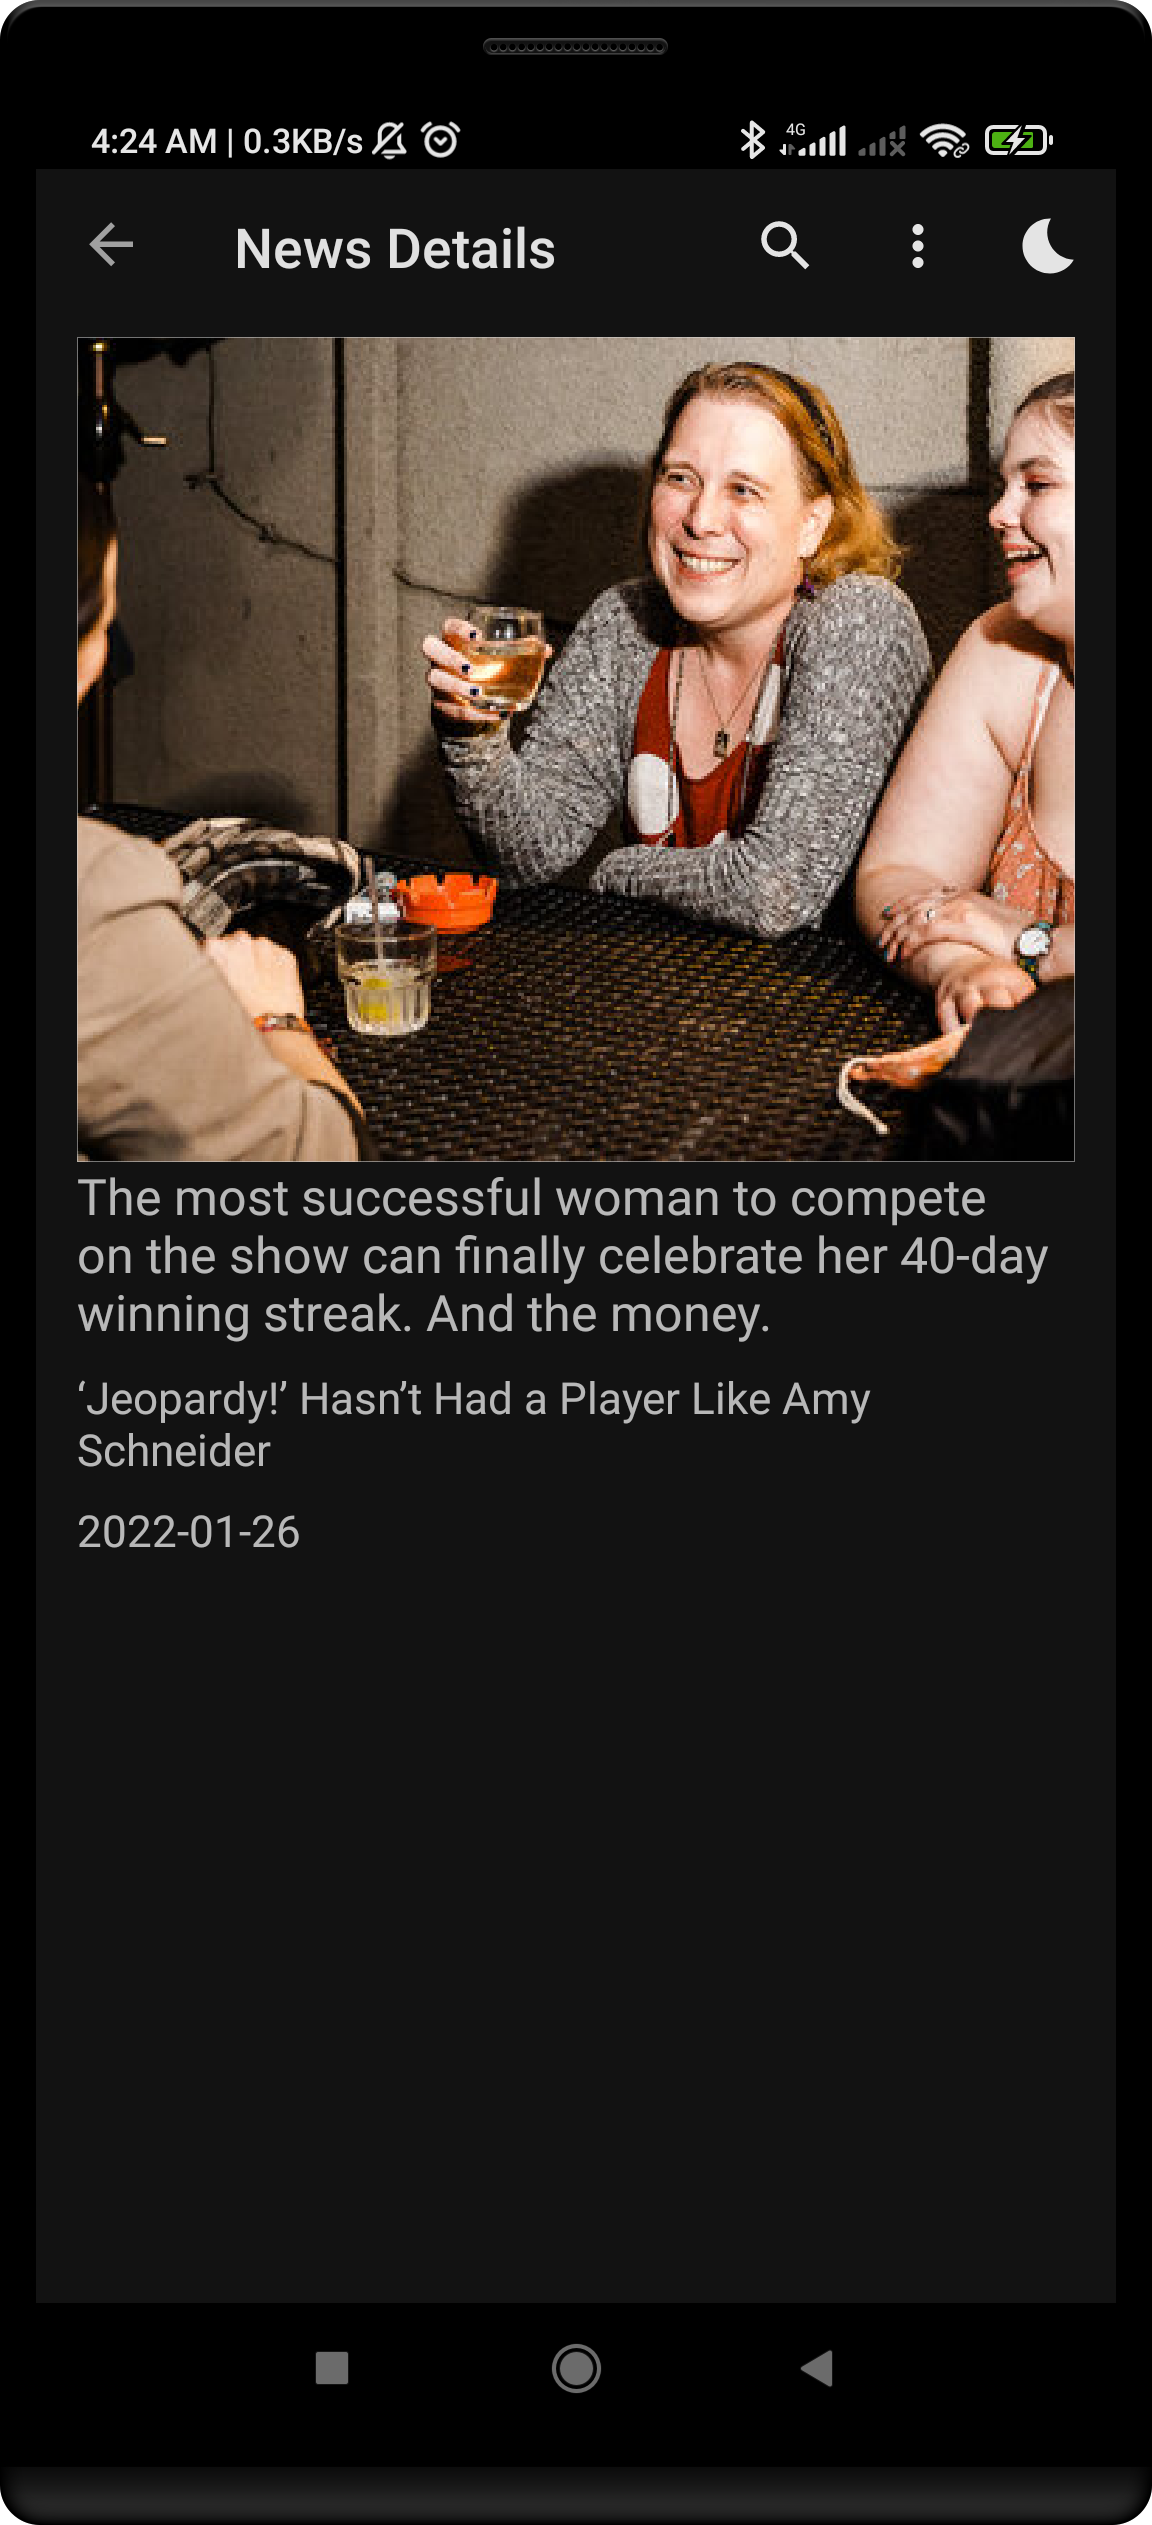 4:24 AM | 0.3KB/s
4G
News Details
The most successful woman to compete
on the show can finally celebrate her 40-day
winning streak. And the money.
‘Jeopardy!’ Hasn’t Had a Player Like Amy
Schneider
2022-01-26